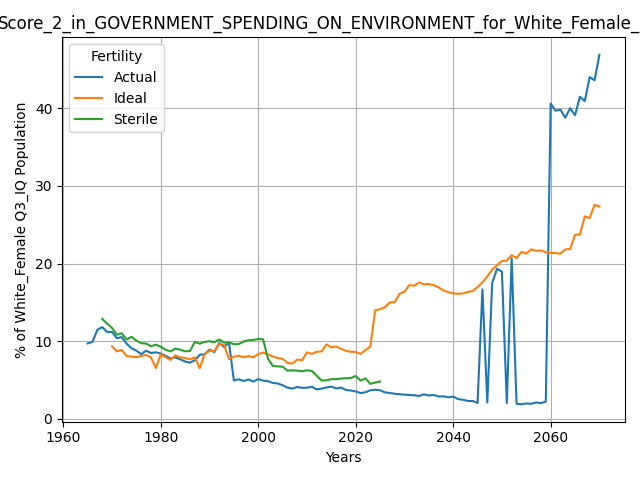 Score_2_in_GOVERNMENT_SPENDING_ON_ENVIRONMENT_for_White_Female_
Fertility
Actual
Ideal
Sterile
% of White_Female Q3_IQ Population
40
30
20
10
0
1960 1980 2000 2020 2040 2060
Years